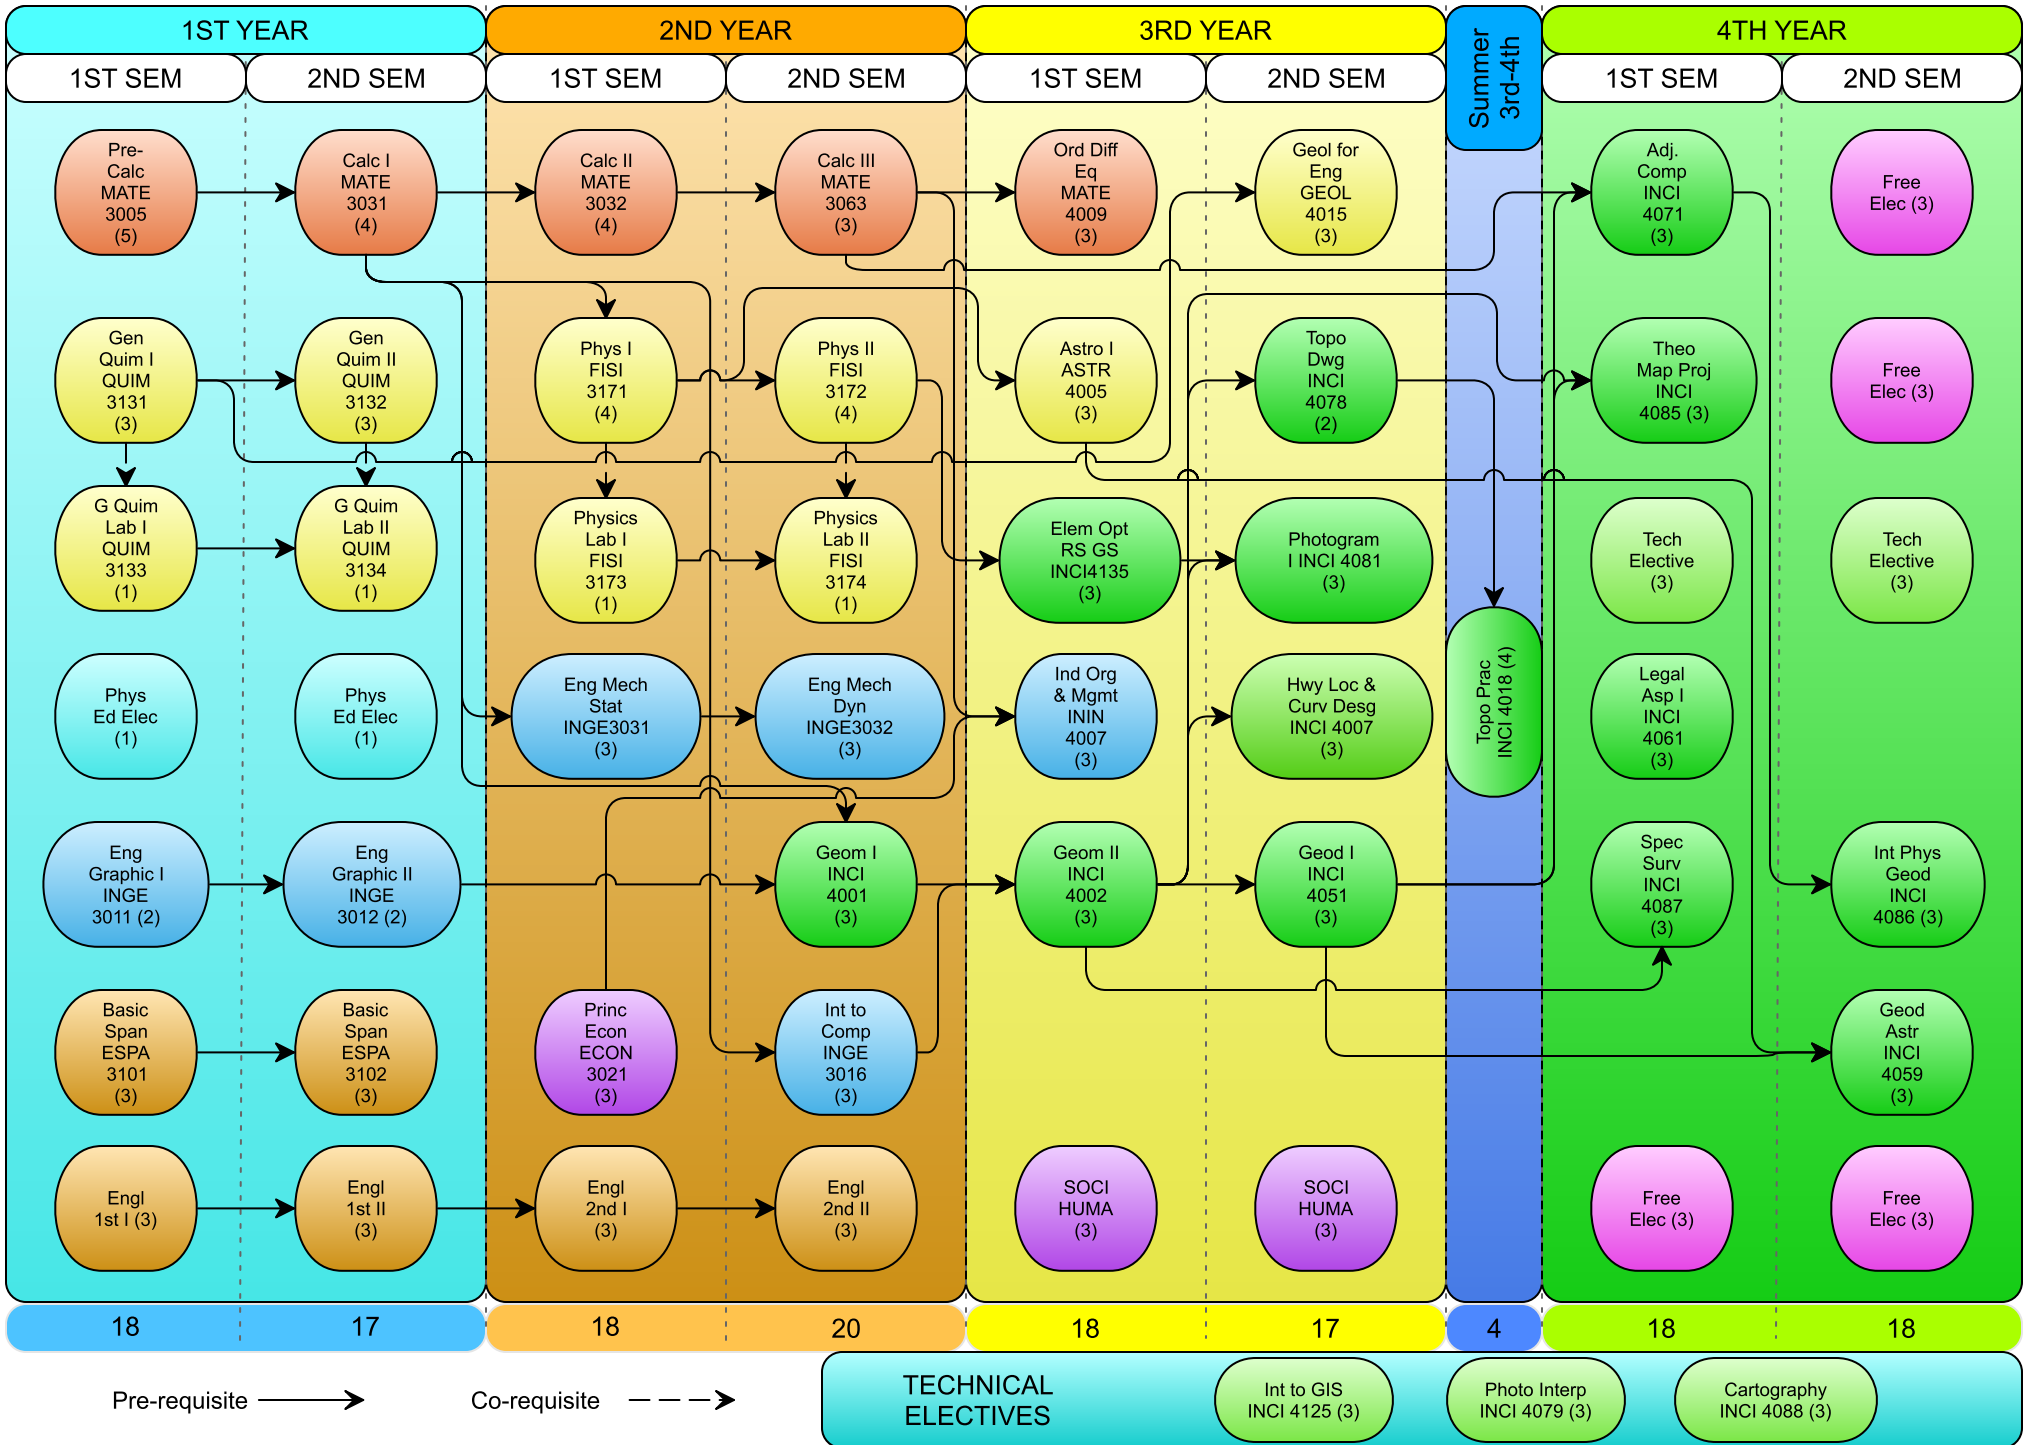 1ST YEAR
2ND YEAR
3RD YEAR
Summer
3rd-4th
4TH YEAR
1ST SEM
2ND SEM
1ST SEM
2ND SEM
1ST SEM
2ND SEM
1ST SEM
2ND SEM
Pre-
Calc
MATE
3005
(5)
Calc I
MATE
3031
(4)
Calc II
MATE
3032
(4)
Calc III
MATE
3063
(3)
Ord Diff
Eq
MATE
4009
(3)
Geol for
Eng
GEOL
4015
(3)
Adj.
Comp
INCI
4071
(3)
Free
Elec (3)
Gen
Quim I
QUIM
3131
(3)
Gen
Quim II
QUIM
3132
(3)
Phys I
FISI
3171
(4)
Phys II
FISI
3172
(4)
Astro I
ASTR
4005
(3)
Topo
Dwg
INCI
4078
(2)
Theo
Map Proj
INCI
4085 (3)
Free
Elec (3)
G Quim
Lab I
QUIM
3133
(1)
G Quim
Lab II
QUIM
3134
(1)
Physics
Lab I
FISI
3173
(1)
Physics
Lab II
FISI
3174
(1)
Elem Opt
RS GS
INCI4135
(3)
Photogram
I INCI 4081
(3)
Tech
Elective
(3)
Tech
Elective
(3)
Phys
Ed Elec
(1)
Phys
Ed Elec
(1)
Eng Mech
Stat
INGE3031
(3)
Eng Mech
Dyn
INGE3032
(3)
Ind Org
& Mgmt
ININ
4007
(3)
Hwy Loc &
Curv Desg
INCI 4007
(3)
Topo Prac
INCI 4018 (4)
Legal
Asp I
INCI
4061
(3)
Eng
Graphic I
INGE
3011 (2)
Eng
Graphic II
INGE
3012 (2)
Geom I
INCI
4001
(3)
Geom II
INCI
4002
(3)
Geod I
INCI
4051
(3)
Spec
Surv
INCI
4087
(3)
Int Phys
Geod
INCI
4086 (3)
Basic
Span
ESPA
3101
(3)
Basic
Span
ESPA
3102
(3)
Princ
Econ
ECON
3021
(3)
Int to
Comp
INGE
3016
(3)
Geod
Astr
INCI
4059
(3)
Engl
1st I (3)
Engl
1st II
(3)
Engl
2nd I
(3)
Engl
2nd II
(3)
SOCI
HUMA
(3)
SOCI
HUMA
(3)
Free
Elec (3)
Free
Elec (3)
18
17
18
20
18
17
4
18
18
Pre-requisite
Co-requisite
TECHNICAL
ELECTIVES
Int to GIS
INCI 4125 (3)
Photo Interp
INCI 4079 (3)
Cartography
INCI 4088 (3)